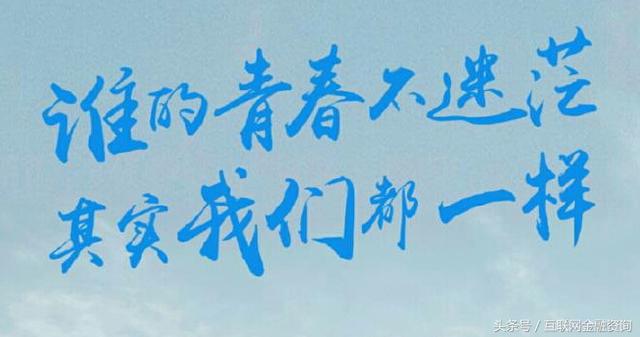 谁的青春不迷茫
其实我们都一样
头条号 / 互联网金融资询